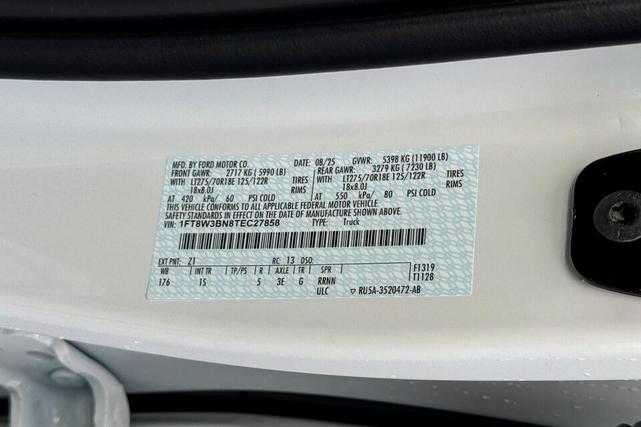 MFD. BY FORD MOTOR CO. DATE: 08/25 GVWR: 5398 KG (11900 LB)
FRONT GAWR: 2717 KG (5990 LB) REAR GAWR: 3279 KG (7230 LB)
WITH LT275/70R18E 125/122R TIRES WITH LT275/70R18E 125/122R TIRES
18x8.0J RIMS 18x8.0J RIMS
AT 420 kPa/ 60 PSI COLD AT 550 kPa/ 80 PSI COLD
THIS VEHICLE CONFORMS TO ALL APPLICABLE FEDERAL MOTOR VEHICLE
SAFETY STANDARDS IN EFFECT ON THE DATE OF MANUFACTURE SHOWN ABOVE.
VIN: 1FT8W3BN8TEC27858 TYPE: Truck
EXT PNT: Z1 RC: 13 DSO:
WB INT TR TP/PS R AXLE TR SPR F1319
176 15 5 3E G RRNN T1128
ULC ▽ RU5A-3520472-AB